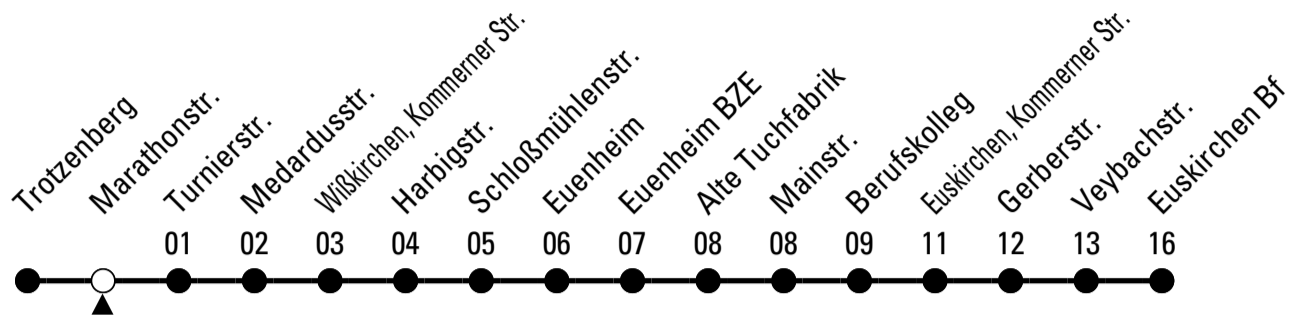 Trotzenberg
Marathonstr.
Turnierstr.
Medardusstr.
Wißkirchen, Kommerner Str.
Harbigstr.
Schloßmühlenstr.
Euenheim
Euenheim BZE
Alte Tuchfabrik
Mainstr.
Berufskolleg
Euskirchen, Kommerner Str.
Gerberstr.
Veybachstr.
Euskirchen Bf
01 02 03 04 05 06 07 08 08 09 11 12 13 16